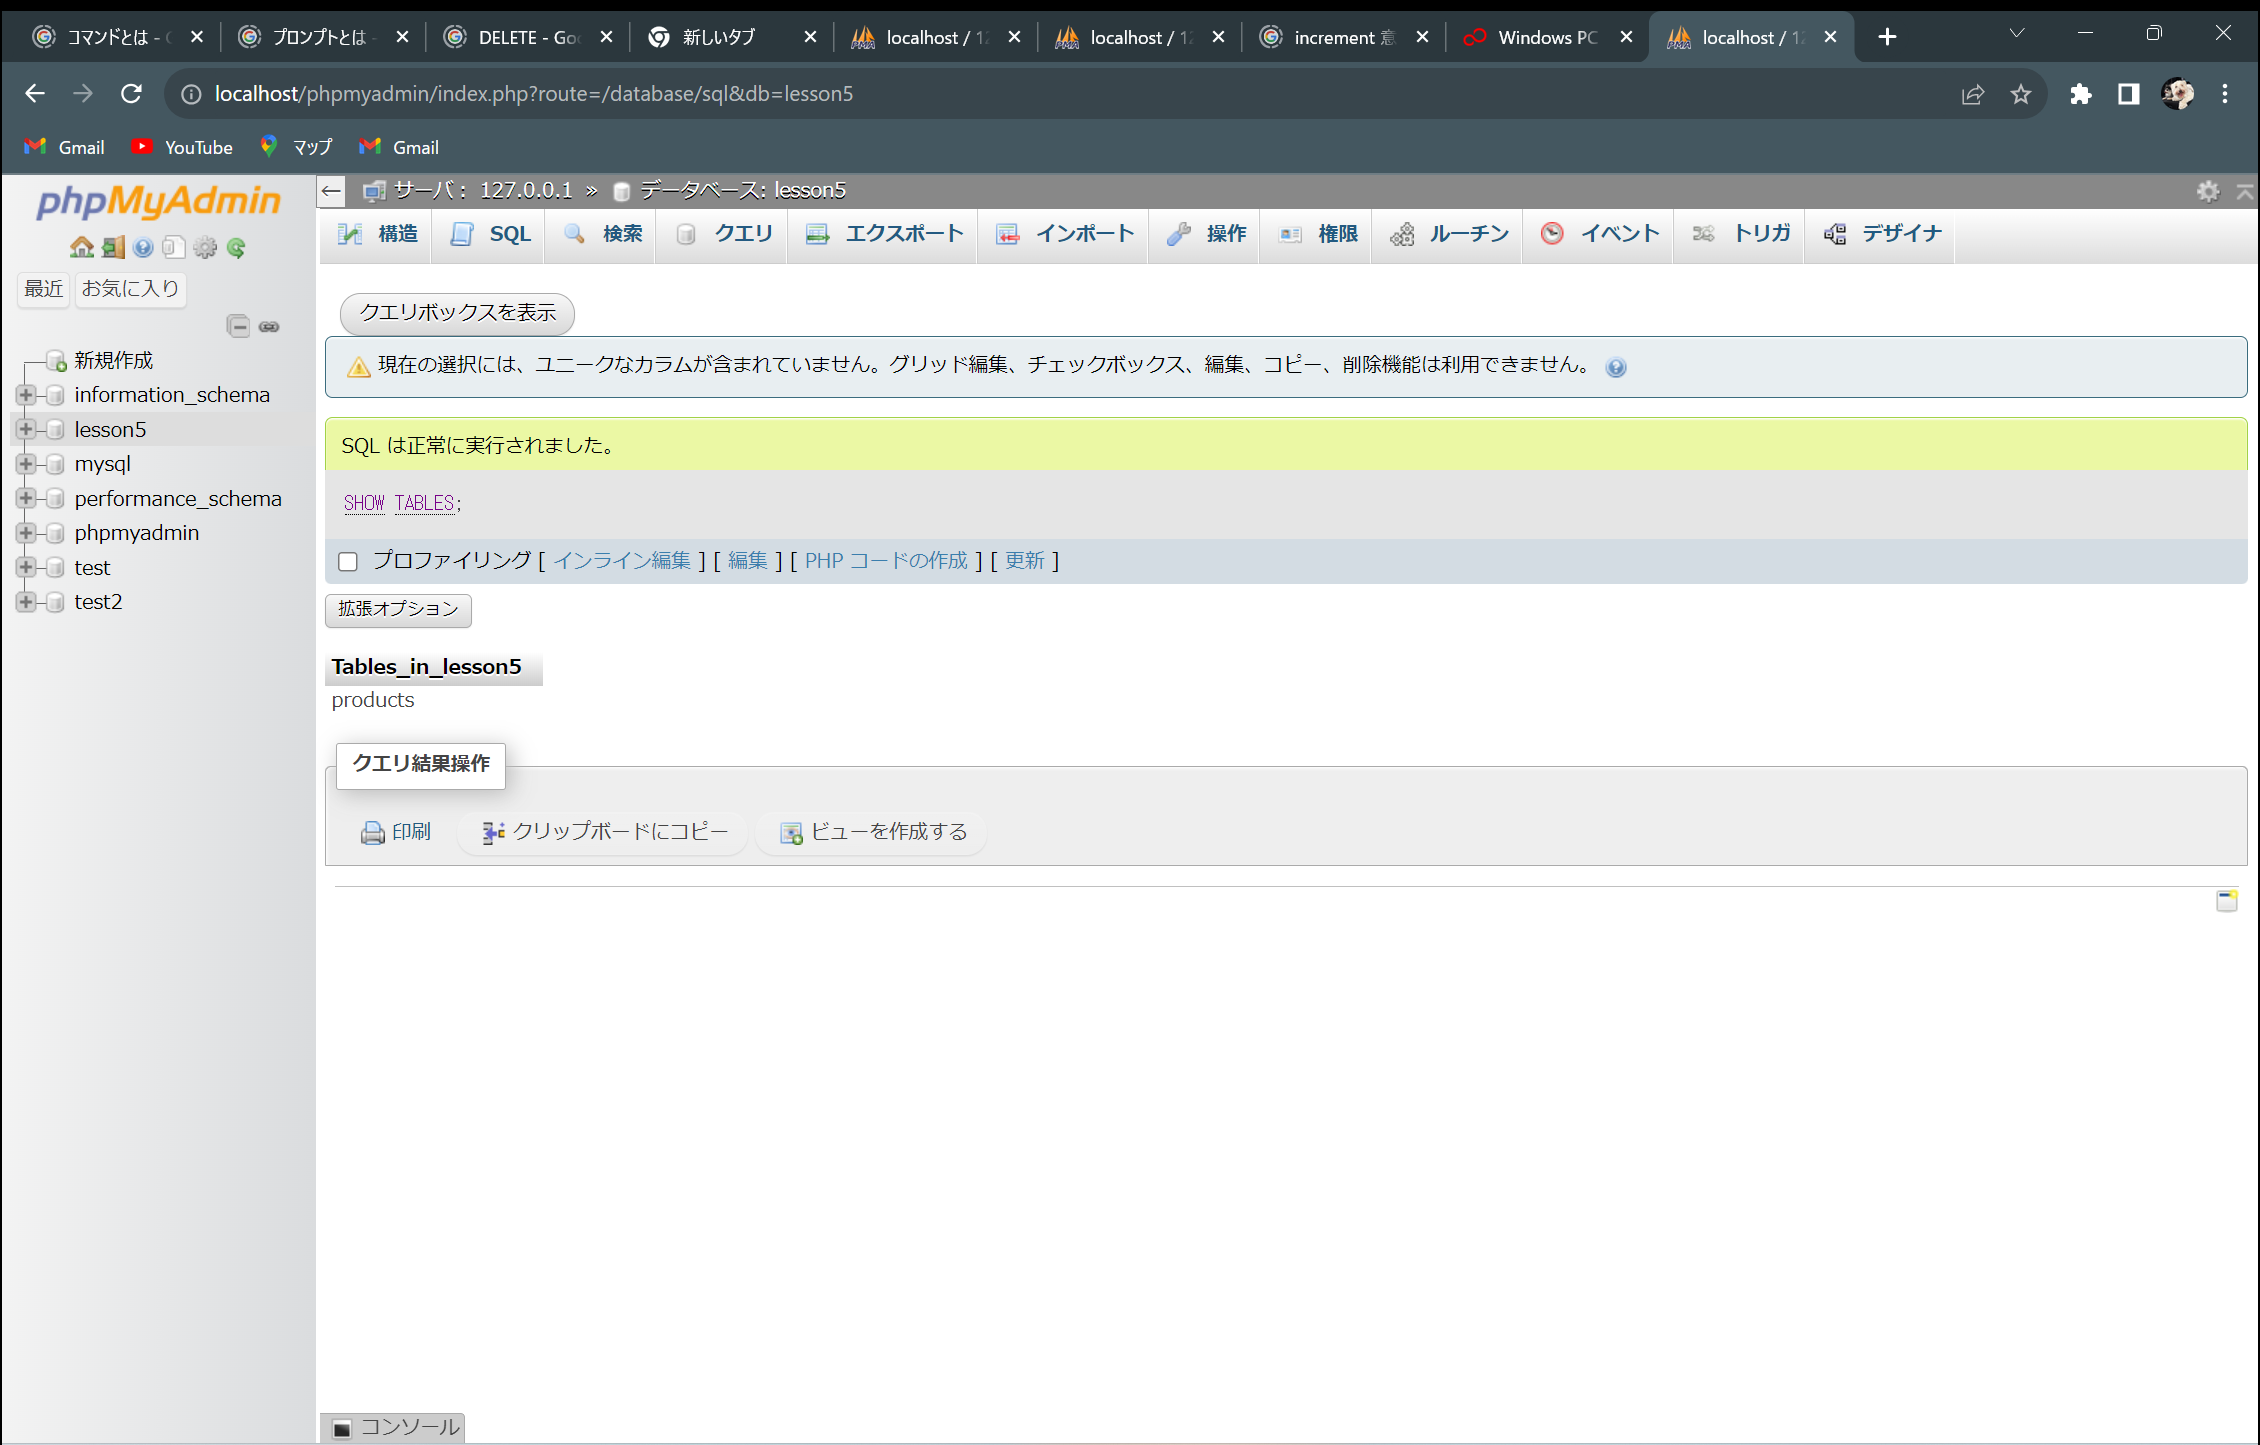 コマンドとは - G
プロンプトとは -
DELETE - Goo
新しいタブ
localhost / 12
localhost / 12
increment 意
Windows PC
localhost / 12
localhost/phpmyadmin/index.php?route=/database/sql&db=lesson5
Gmail
YouTube
マップ
Gmail
phpMyAdmin
最近
お気に入り
新規作成
information_schema
lesson5
mysql
performance_schema
phpmyadmin
test
test2
サーバ： 127.0.0.1 » データベース: lesson5
構造
SQL
検索
クエリ
エクスポート
インポート
操作
権限
ルーチン
イベント
トリガ
デザイナ
クエリボックスを表示
現在の選択には、ユニークなカラムが含まれていません。グリッド編集、チェックボックス、編集、コピー、削除機能は利用できません。
SQL は正常に実行されました。
SHOW TABLES;
プロファイリング [ インライン編集 ] [ 編集 ] [ PHP コードの作成 ] [ 更新 ]
拡張オプション
Tables_in_lesson5
products
クエリ結果操作
印刷
クリップボードにコピー
ビューを作成する
コンソール